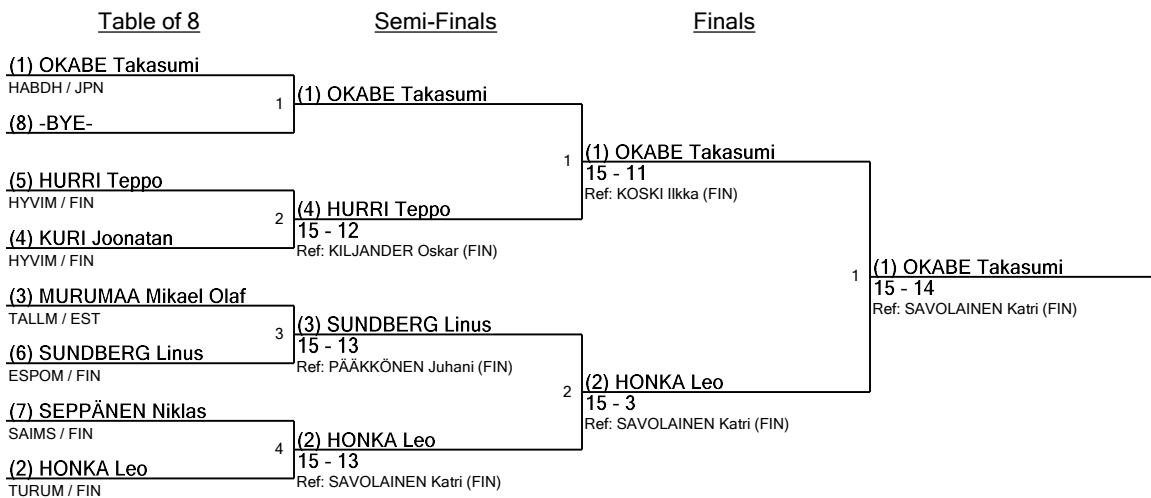 Table of 8
Semi-Finals
Finals
(1) OKABE Takasumi
HABDH / JPN
(8) -BYE-
(5) HURRI Teppo
HYVIM / FIN
(4) KURI Joonatan
HYVIM / FIN
(3) MURUMAA Mikael Olaf
TALLM / EST
(6) SUNDBERG Linus
ESPOM / FIN
(7) SEPPÄNEN Niklas
SAIMS / FIN
(2) HONKA Leo
TURUM / FIN
1
(1) OKABE Takasumi
2
(4) HURRI Teppo
15 - 12
Ref: KILJANDER Oskar (FIN)
3
(3) SUNDBERG Linus
15 - 13
Ref: PÄÄKKÖNEN Juhani (FIN)
4
(2) HONKA Leo
15 - 13
Ref: SAVOLAINEN Katri (FIN)
1
(1) OKABE Takasumi
15 - 11
Ref: KOSKI Ilkka (FIN)
2
(2) HONKA Leo
15 - 3
Ref: SAVOLAINEN Katri (FIN)
1
(1) OKABE Takasumi
15 - 14
Ref: SAVOLAINEN Katri (FIN)